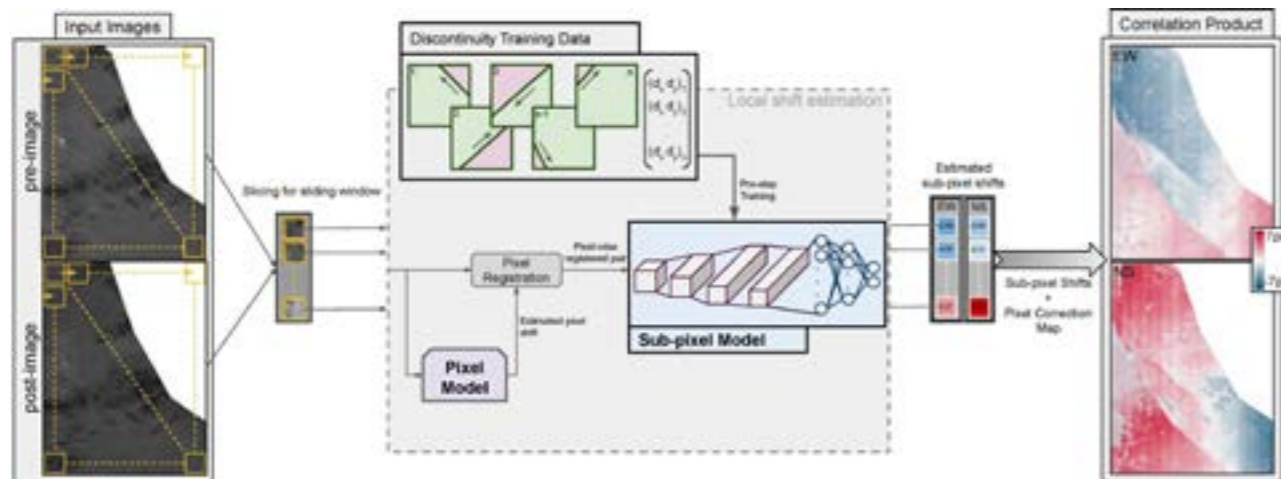 Input Images
pre-image
post-image
Slicing for sliding window
Discontinuity Training Data
Local shift estimation
Pre-step
Training
Pixel
Registration
Pixel-wise
registered pair
Estimated pixel
shift
Pixel
Model
Sub-pixel Model
Estimated
sub-pixel shifts
EW
NS
Sub-pixel Shifts
+
Pixel Correction
Map
Correlation Product
EW
NS